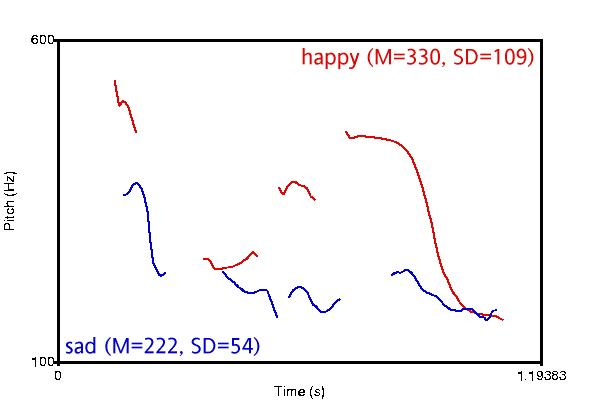 600
happy (M=330, SD=109)
Pitch (Hz)
sad (M=222, SD=54)
100
0
1.19383
Time (s)